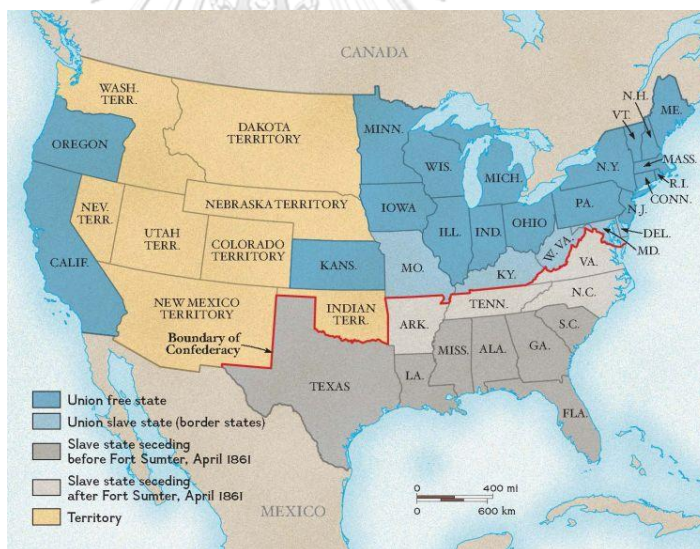 CANADA
WASH.
TERR.
OREGON
DAKOTA
TERRITORY
MINN.
WIS.
MICH.
N.H.
VT.
ME.
MASS.
R.I.
CONN.
N.Y.
NEV.
TERR.
NEBRASKA TERRITORY
IOWA
PA.
N.J.
UTAH
TERR.
COLORADO
TERRITORY
ILL.
IND.
OHIO
DEL.
MD.
CALIF.
KANS.
MO.
W. VA.
VA.
KY.
NEW MEXICO
TERRITORY
INDIAN
TERR.
N.C.
TENN.
ARK.
Boundary of
Confederacy
S.C.
MISS.
ALA.
GA.
TEXAS
LA.
FLA.
Union free state
Union slave state (border states)
Slave state seceding
before Fort Sumter, April 1861
Slave state seceding
after Fort Sumter, April 1861
Territory
0 400 mi
0 600 km
MEXICO